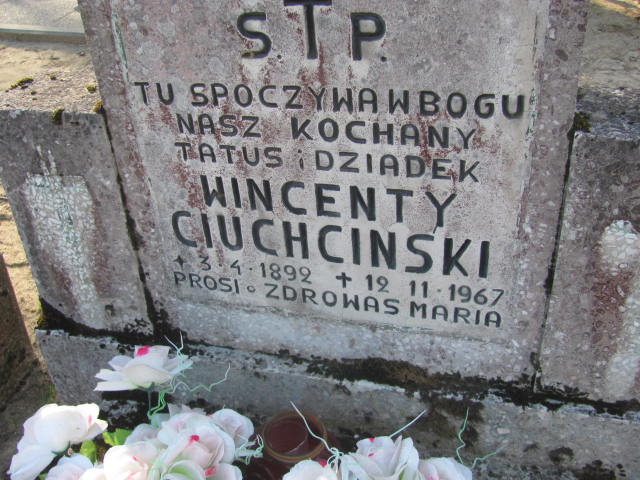 S.†P.
TU SPOCZYWA W BOGU
NASZ KOCHANY
TATUS i DZIADEK
WINCENTY
CIUCHCINSKI
+ 3.4.1892 + 12.11.1967
PROSI o ZDROWAS MARIA